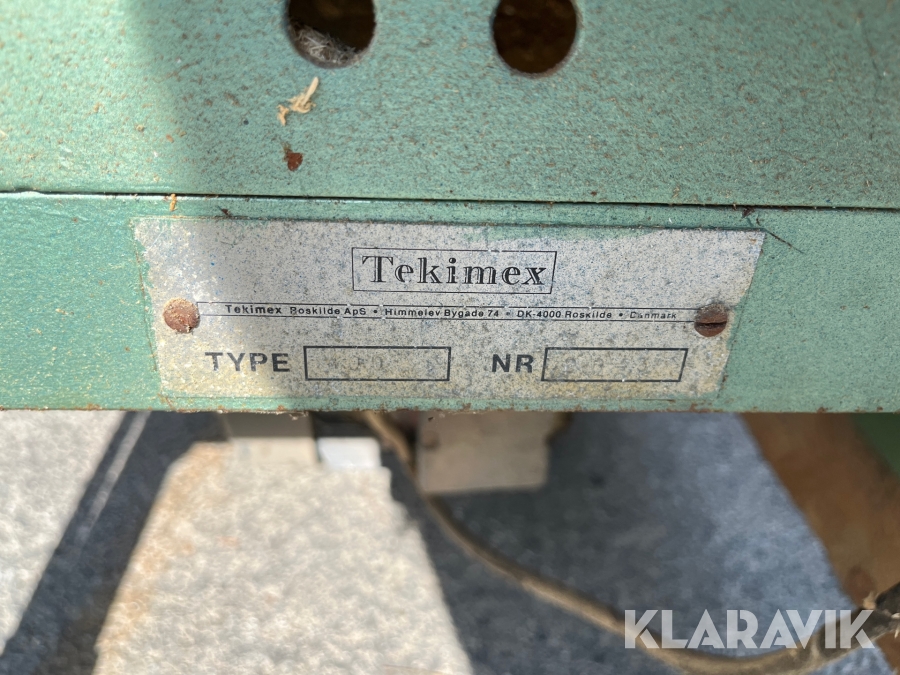 Tekimex
Tekimex Roskilde ApS • Himmelev Bygade 74 • DK-4000 Roskilde • Danmark
TYPE NR
KLARAVIK